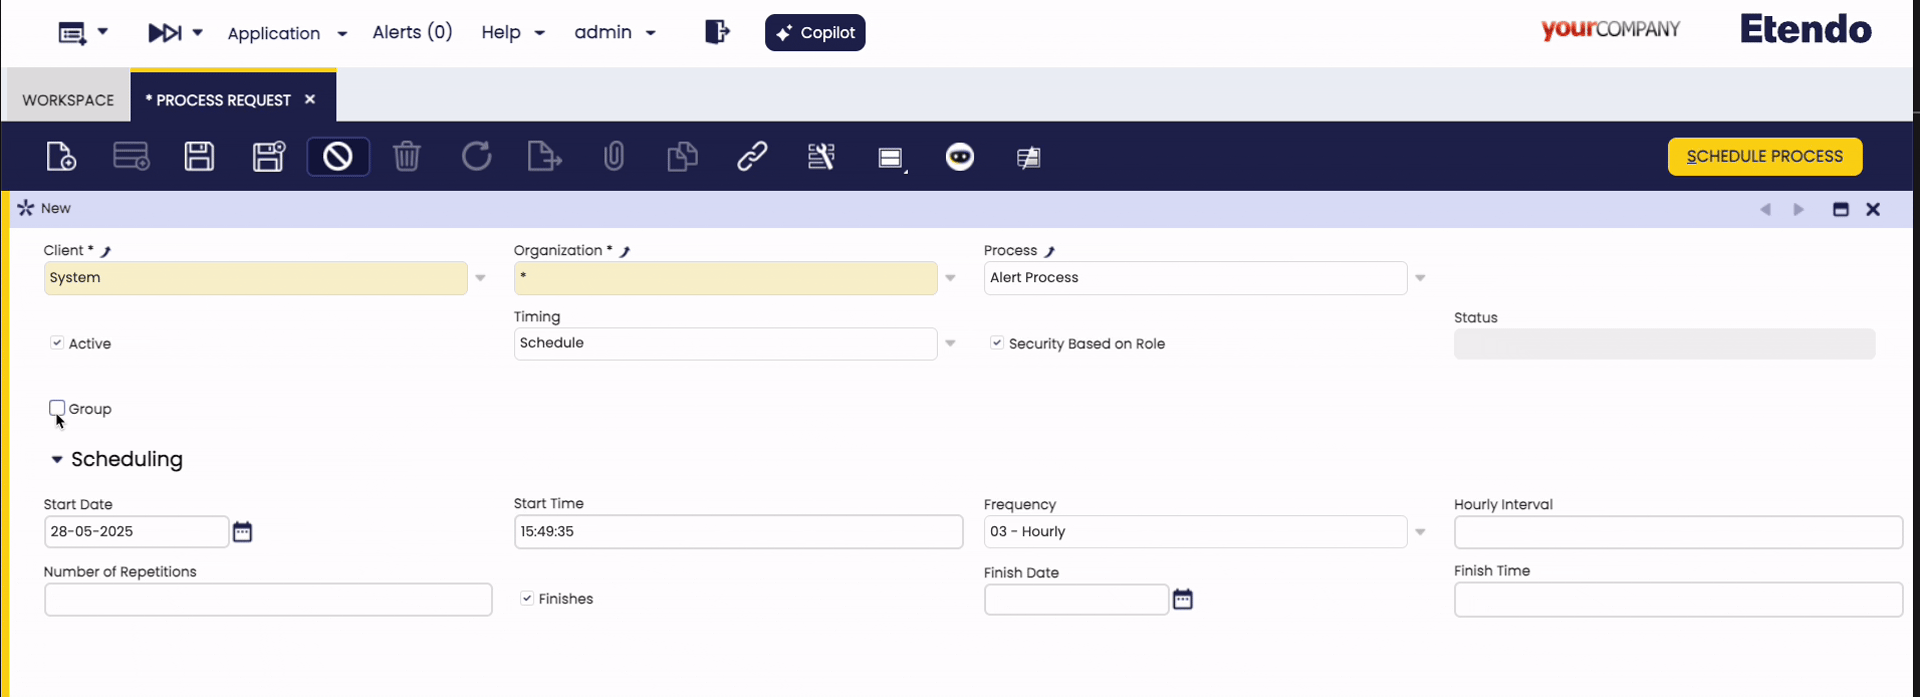 Application Alerts (0) Help admin Copilot yourCOMPANY Etendo
WORKSPACE * PROCESS REQUEST
SCHEDULE PROCESS
New
Client * Organization * Process
System * Alert Process
Timing Status
Active Schedule Security Based on Role
Group
Scheduling
Start Date Start Time Frequency Hourly Interval
28-05-2025 15:49:35 03 - Hourly
Number of Repetitions Finish Date Finish Time
Finishes